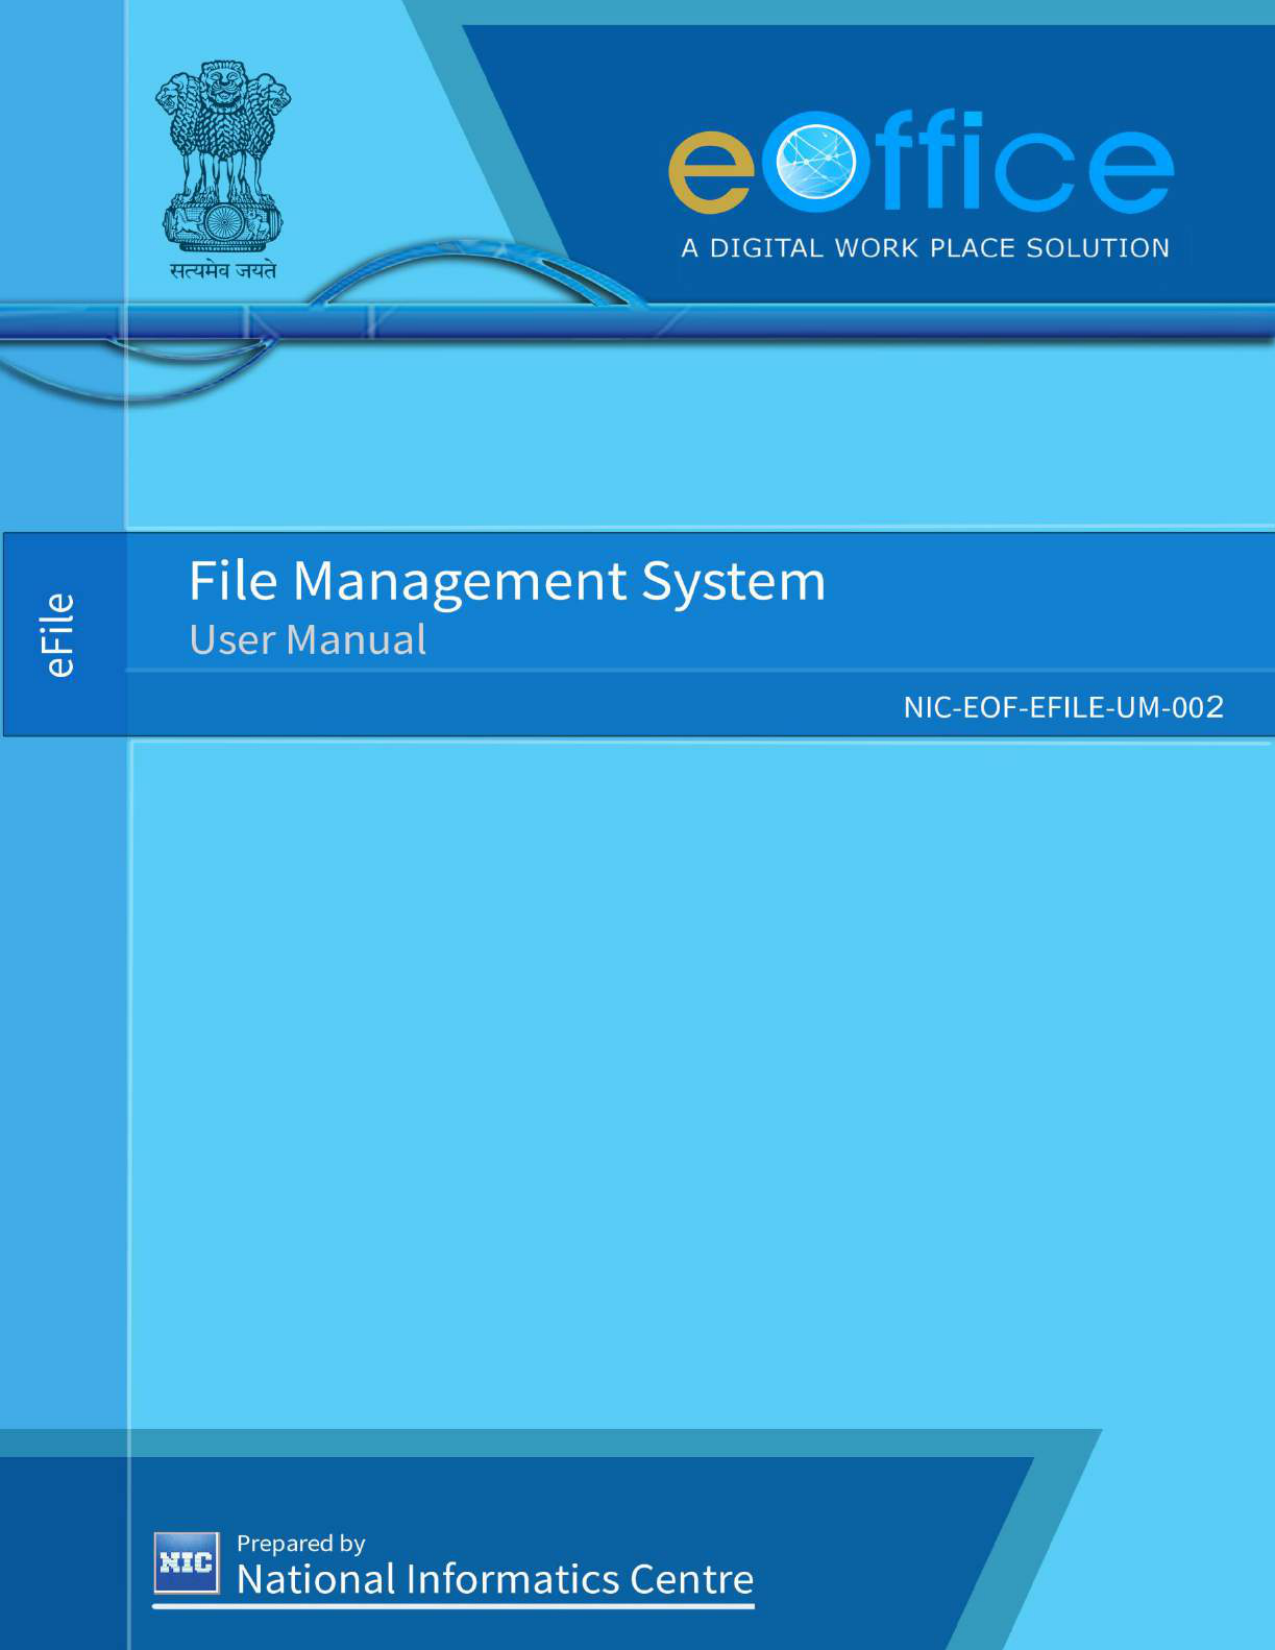 सत्यमेव जयते
eOffice
A DIGITAL WORK PLACE SOLUTION
eFile
File Management System
User Manual
NIC-EOF-EFILE-UM-002
NIC
Prepared by
National Informatics Centre